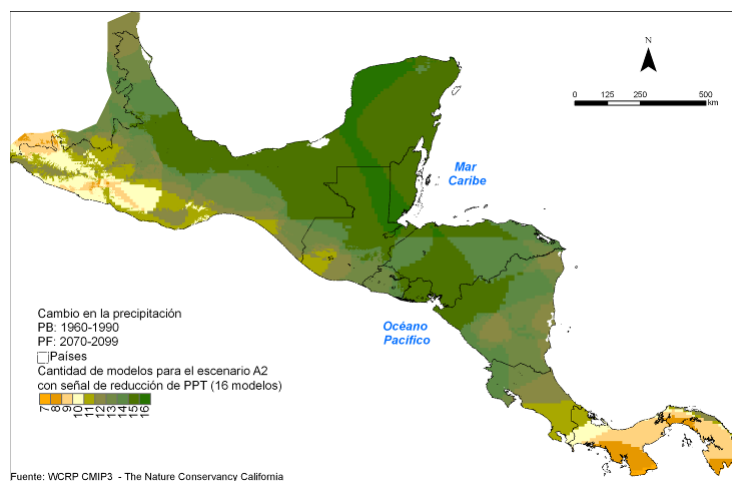 N
0 125 250 500
km
Mar
Caribe
Océano
Pacífico
Cambio en la precipitación
PB: 1960-1990
PF: 2070-2099
Países
Cantidad de modelos para el escenario A2
con señal de reducción de PPT (16 modelos)
7 8 9 10 11 12 13 14 15 16
Fuente: WCRP CMIP3 - The Nature Conservancy California